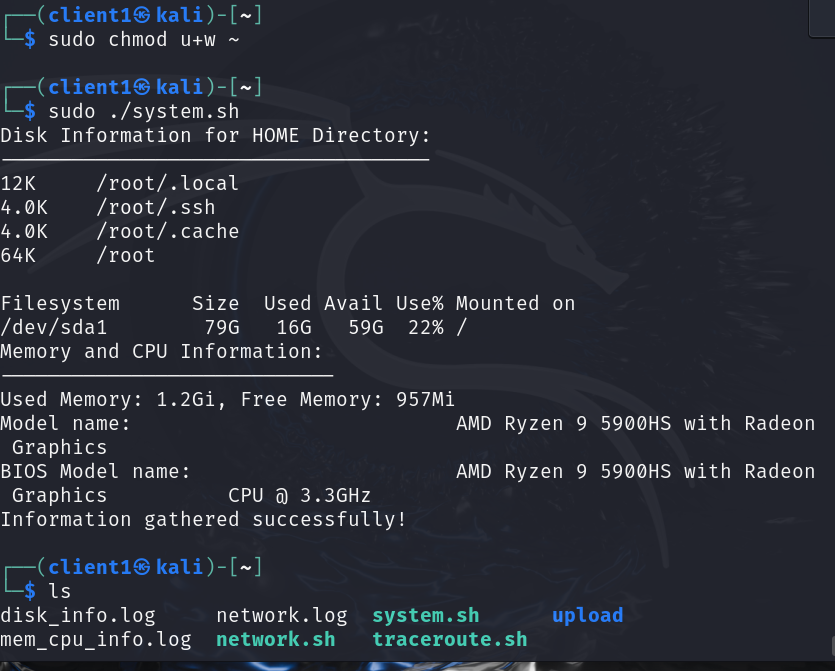 ┌──(client1㉿kali)-[~]
└─$ sudo chmod u+w ~
┌──(client1㉿kali)-[~]
└─$ sudo ./system.sh
Disk Information for HOME Directory:
12K     /root/.local
4.0K    /root/.ssh
4.0K    /root/.cache
64K     /root
Filesystem      Size  Used Avail Use% Mounted on
/dev/sda1        79G   16G   59G  22% /
Memory and CPU Information:
Used Memory: 1.2Gi, Free Memory: 957Mi
Model name:                           AMD Ryzen 9 5900HS with Radeon
 Graphics
BIOS Model name:                      AMD Ryzen 9 5900HS with Radeon
 Graphics          CPU @ 3.3GHz
Information gathered successfully!
┌──(client1㉿kali)-[~]
└─$ ls
disk_info.log     network.log  system.sh      upload
mem_cpu_info.log  network.sh   traceroute.sh